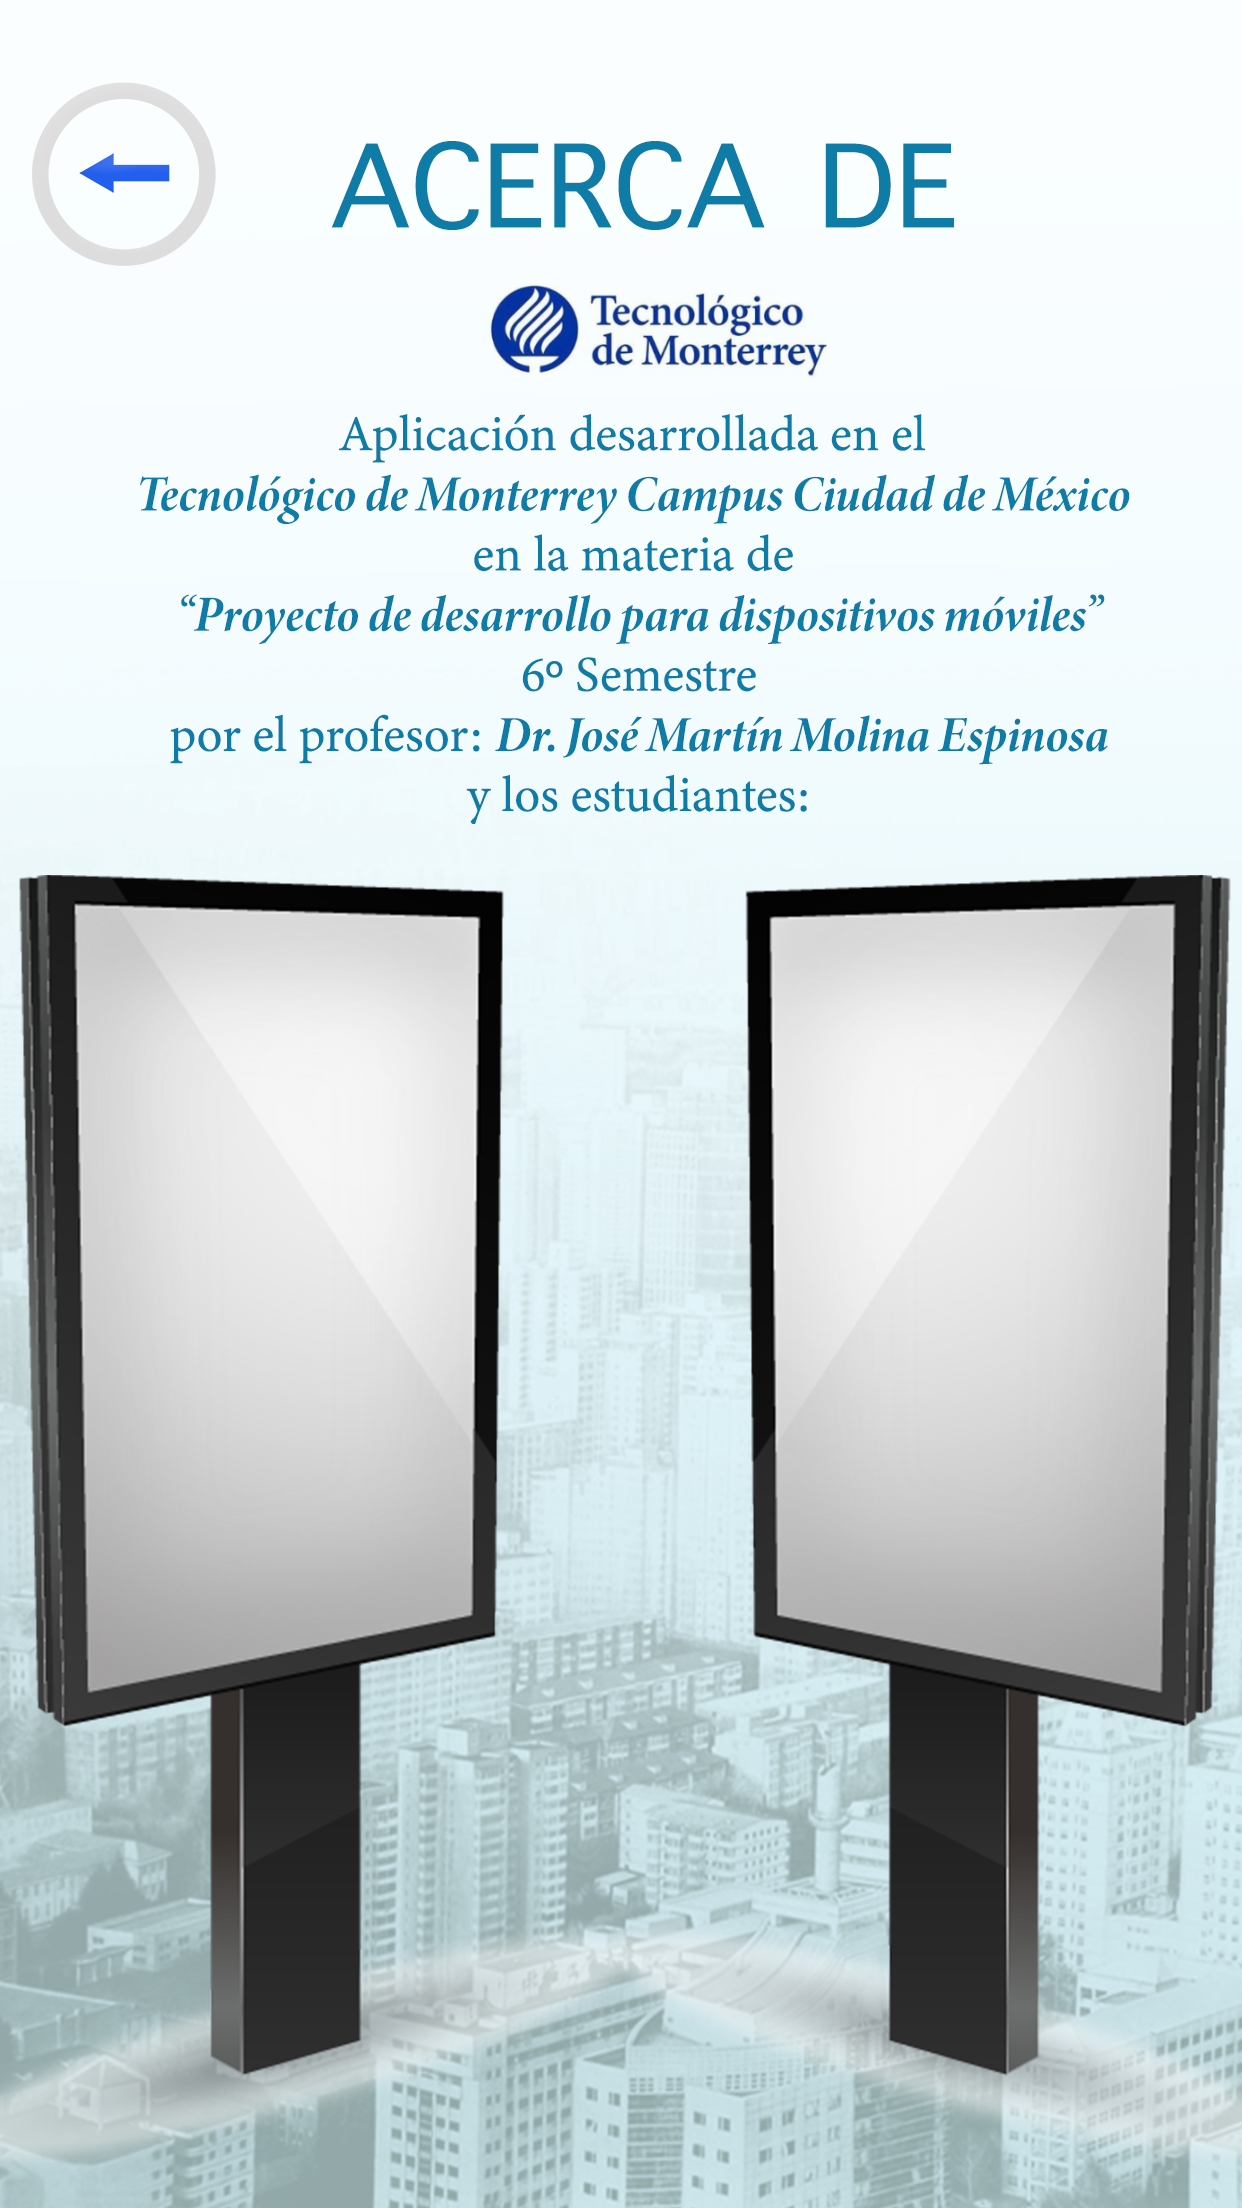 ACERCA DE
Tecnológico
de Monterrey
Aplicación desarrollada en el
Tecnológico de Monterrey Campus Ciudad de México
en la materia de
“Proyecto de desarrollo para dispositivos móviles”
6º Semestre
por el profesor: Dr. José Martín Molina Espinosa
y los estudiantes: